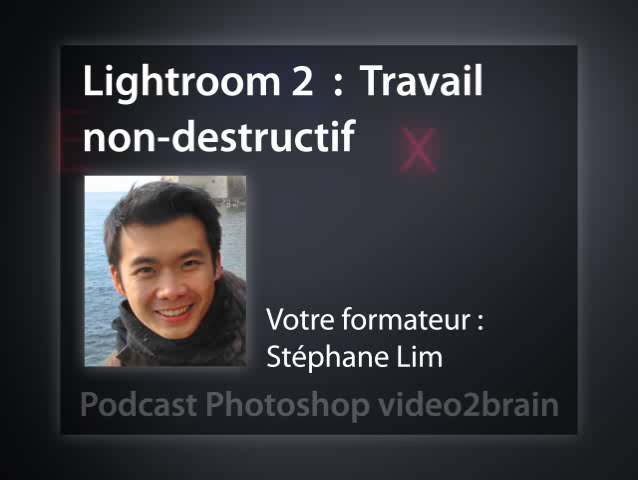 Lightroom 2 : Travail
non-destructif
E
X
Votre formateur :
Stéphane Lim
Podcast Photoshop video2brain